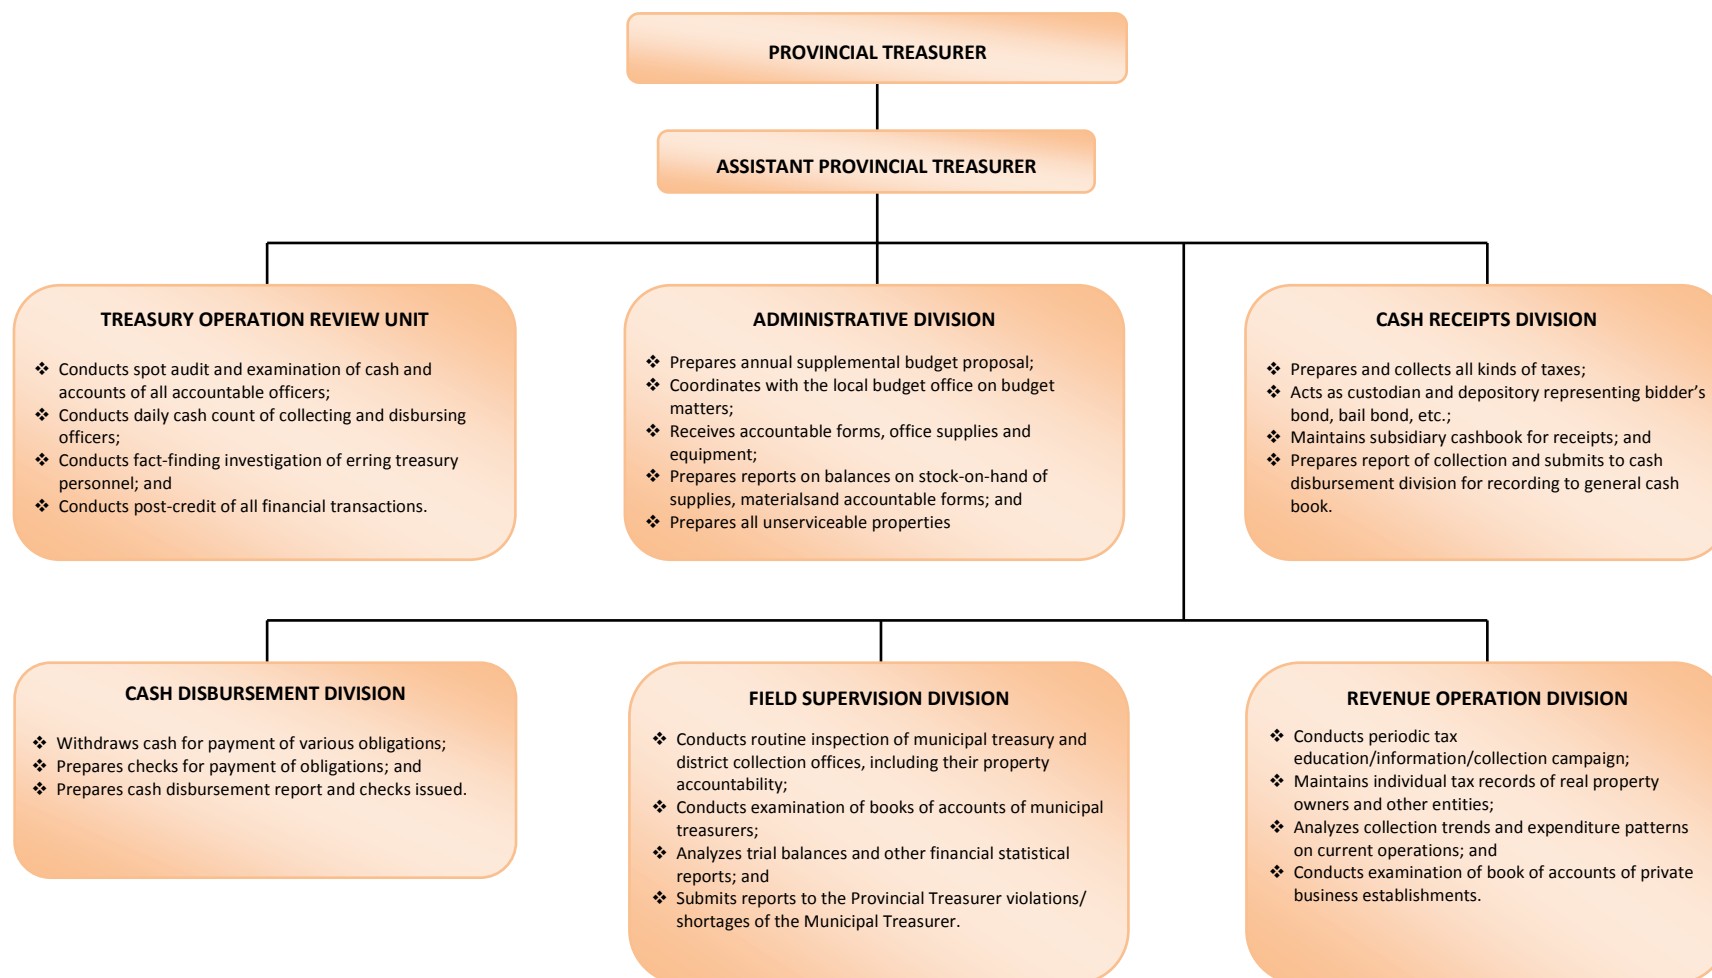 PROVINCIAL TREASURER
ASSISTANT PROVINCIAL TREASURER
TREASURY OPERATION REVIEW UNIT
❖ Conducts spot audit and examination of cash and
accounts of all accountable officers;
❖ Conducts daily cash count of collecting and disbursing
officers;
❖ Conducts fact-finding investigation of erring treasury
personnel; and
❖ Conducts post-credit of all financial transactions.
ADMINISTRATIVE DIVISION
❖ Prepares annual supplemental budget proposal;
❖ Coordinates with the local budget office on budget
matters;
❖ Receives accountable forms, office supplies and
equipment;
❖ Prepares reports on balances on stock-on-hand of
supplies, materialsand accountable forms; and
❖ Prepares all unserviceable properties
CASH RECEIPTS DIVISION
❖ Prepares and collects all kinds of taxes;
❖ Acts as custodian and depository representing bidder’s
bond, bail bond, etc.;
❖ Maintains subsidiary cashbook for receipts; and
❖ Prepares report of collection and submits to cash
disbursement division for recording to general cash
book.
CASH DISBURSEMENT DIVISION
❖ Withdraws cash for payment of various obligations;
❖ Prepares checks for payment of obligations; and
❖ Prepares cash disbursement report and checks issued.
FIELD SUPERVISION DIVISION
❖ Conducts routine inspection of municipal treasury and
district collection offices, including their property
accountability;
❖ Conducts examination of books of accounts of municipal
treasurers;
❖ Analyzes trial balances and other financial statistical
reports; and
❖ Submits reports to the Provincial Treasurer violations/
shortages of the Municipal Treasurer.
REVENUE OPERATION DIVISION
❖ Conducts periodic tax
education/information/collection campaign;
❖ Maintains individual tax records of real property
owners and other entities;
❖ Analyzes collection trends and expenditure patterns
on current operations; and
❖ Conducts examination of book of accounts of private
business establishments.